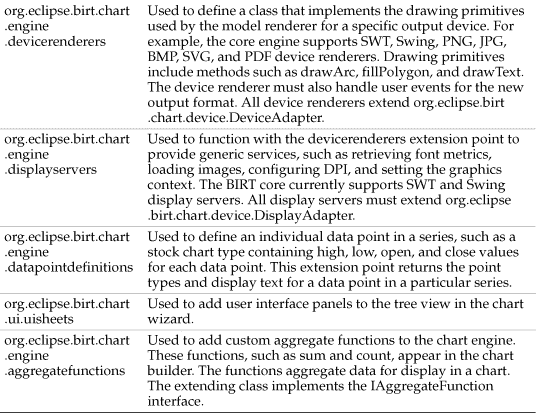 org.eclipse.birt.chart
.engine
.devicerenderers
Used to define a class that implements the drawing primitives
used by the model renderer for a specific output device. For
example, the core engine supports SWT, Swing, PNG, JPG,
BMP, SVG, and PDF device renderers. Drawing primitives
include methods such as drawArc, fillPolygon, and drawText.
The device renderer must also handle user events for the new
output format. All device renderers extend org.eclipse.birt
.chart.device.DeviceAdapter.
org.eclipse.birt.chart
.engine
.displayservers
Used to function with the devicerenderers extension point to
provide generic services, such as retrieving font metrics,
loading images, configuring DPI, and setting the graphics
context. The BIRT core currently supports SWT and Swing
display servers. All display servers must extend org.eclipse
.birt.chart.device.DisplayAdapter.
org.eclipse.birt.chart
.engine
.datapointdefinitions
Used to define an individual data point in a series, such as a
stock chart type containing high, low, open, and close values
for each data point. This extension point returns the point
types and display text for a data point in a particular series.
org.eclipse.birt.chart
.ui.uisheets
Used to add user interface panels to the tree view in the chart
wizard.
org.eclipse.birt.chart
.engine
.aggregatefunctions
Used to add custom aggregate functions to the chart engine.
These functions, such as sum and count, appear in the chart
builder. The functions aggregate data for display in a chart.
The extending class implements the IAggregateFunction
interface.